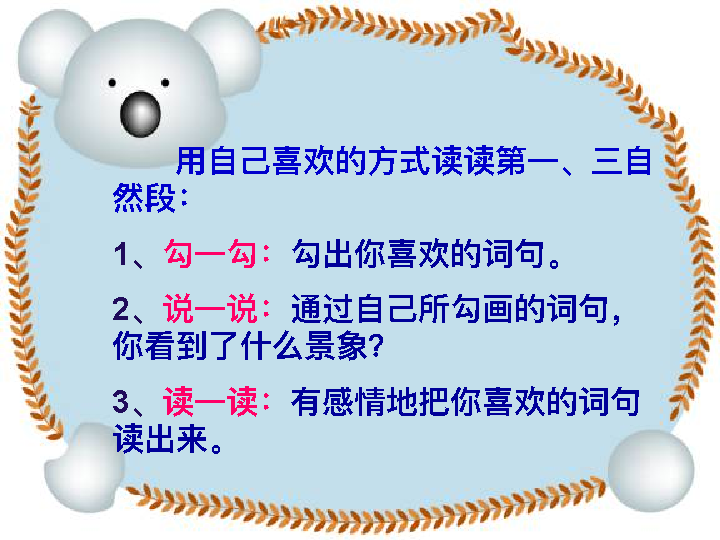 用自己喜欢的方式读读第一、三自
然段：
1、勾一勾：勾出你喜欢的词句。
2、说一说：通过自己所勾画的词句，
你看到了什么景象？
3、读一读：有感情地把你喜欢的词句
读出来。